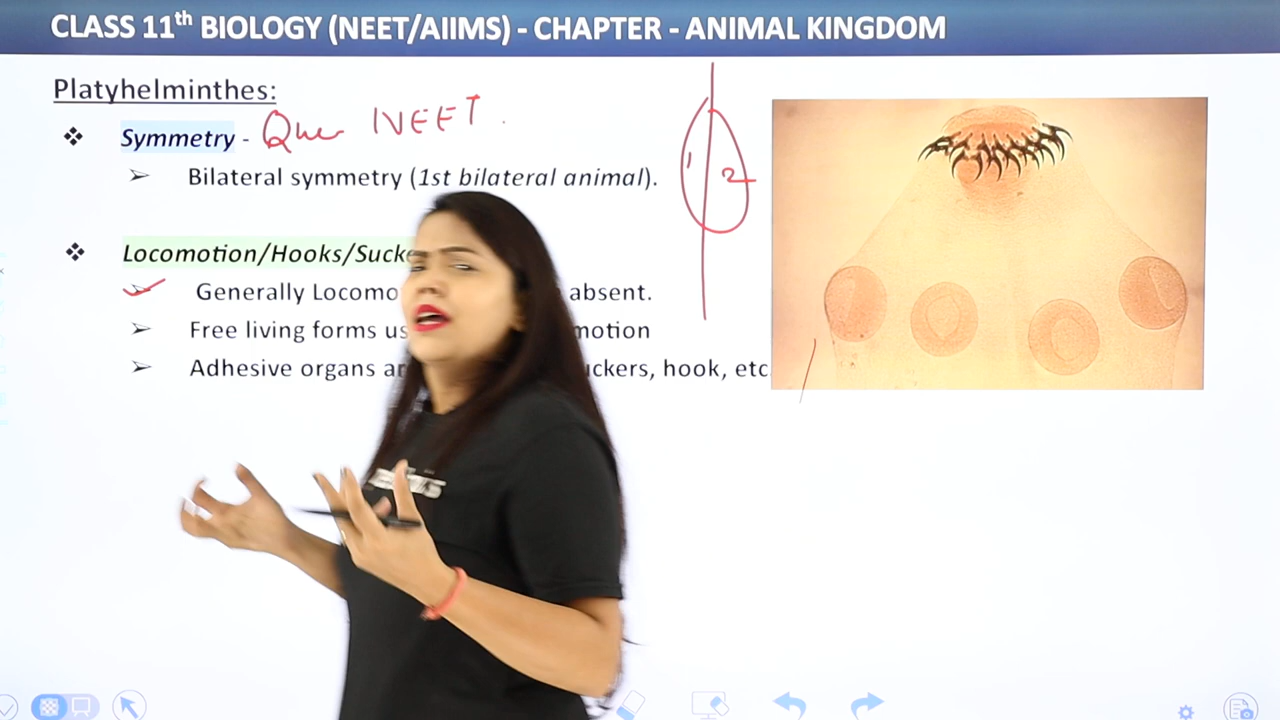 CLASS 11th BIOLOGY (NEET/AIIMS) - CHAPTER - ANIMAL KINGDOM
Platyhelminthes:
Symmetry - Que NEET
Bilateral symmetry (1st bilateral animal).
1 2
Locomotion/Hooks/Sucke
Generally Locomo absent.
Free living forms us motion
Adhesive organs ar uckers, hook, etc